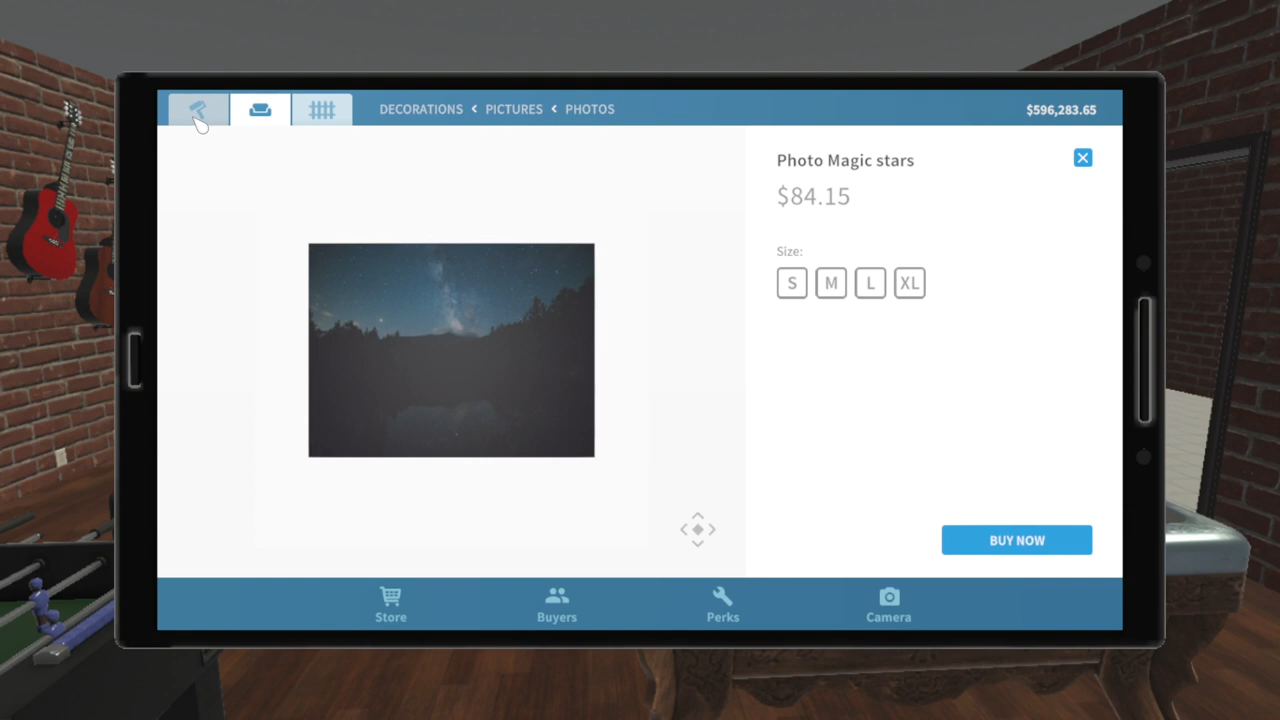 DECORATIONS < PICTURES < PHOTOS
$596,283.65
Photo Magic stars
$84.15
Size:
S M L XL
BUY NOW
Store Buyers Perks Camera